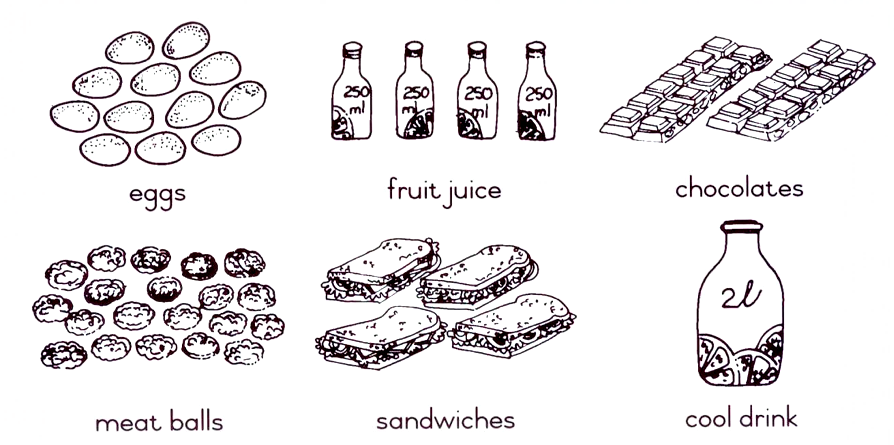 250 ml
250 ml
250 ml
250 ml
eggs
fruit juice
chocolates
2l
meat balls
sandwiches
cool drink